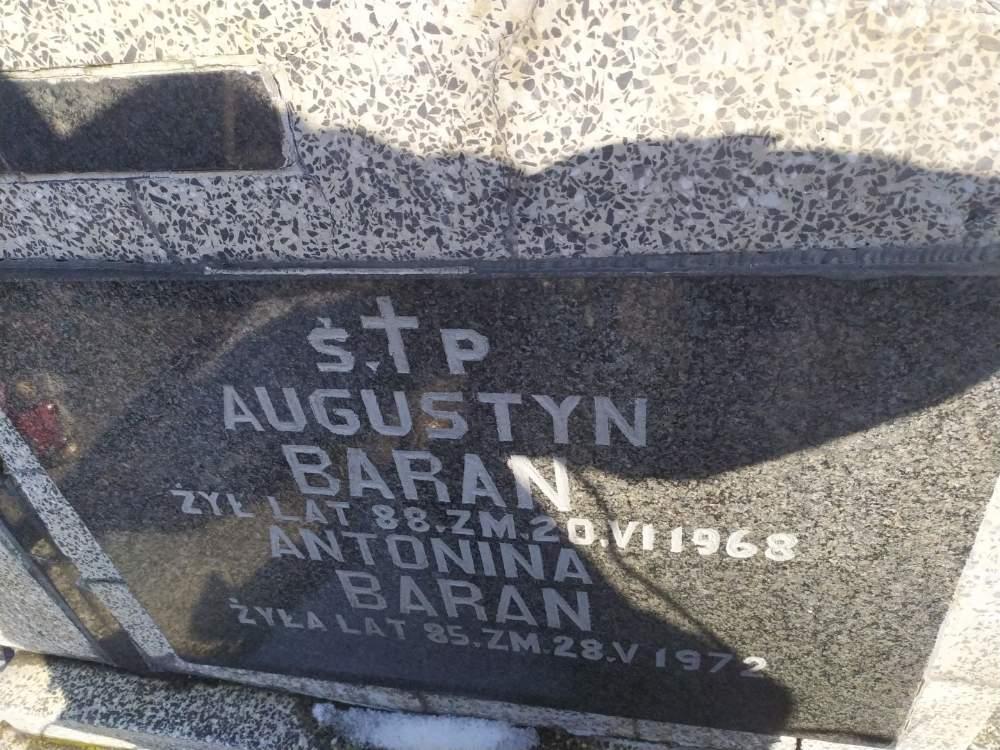 Ś.†P
AUGUSTYN
BARAN
ŻYŁ LAT 88.ZM.20.VI 1968
ANTONINA
BARAN
ŻYŁA LAT 85.ZM.28.V 1972